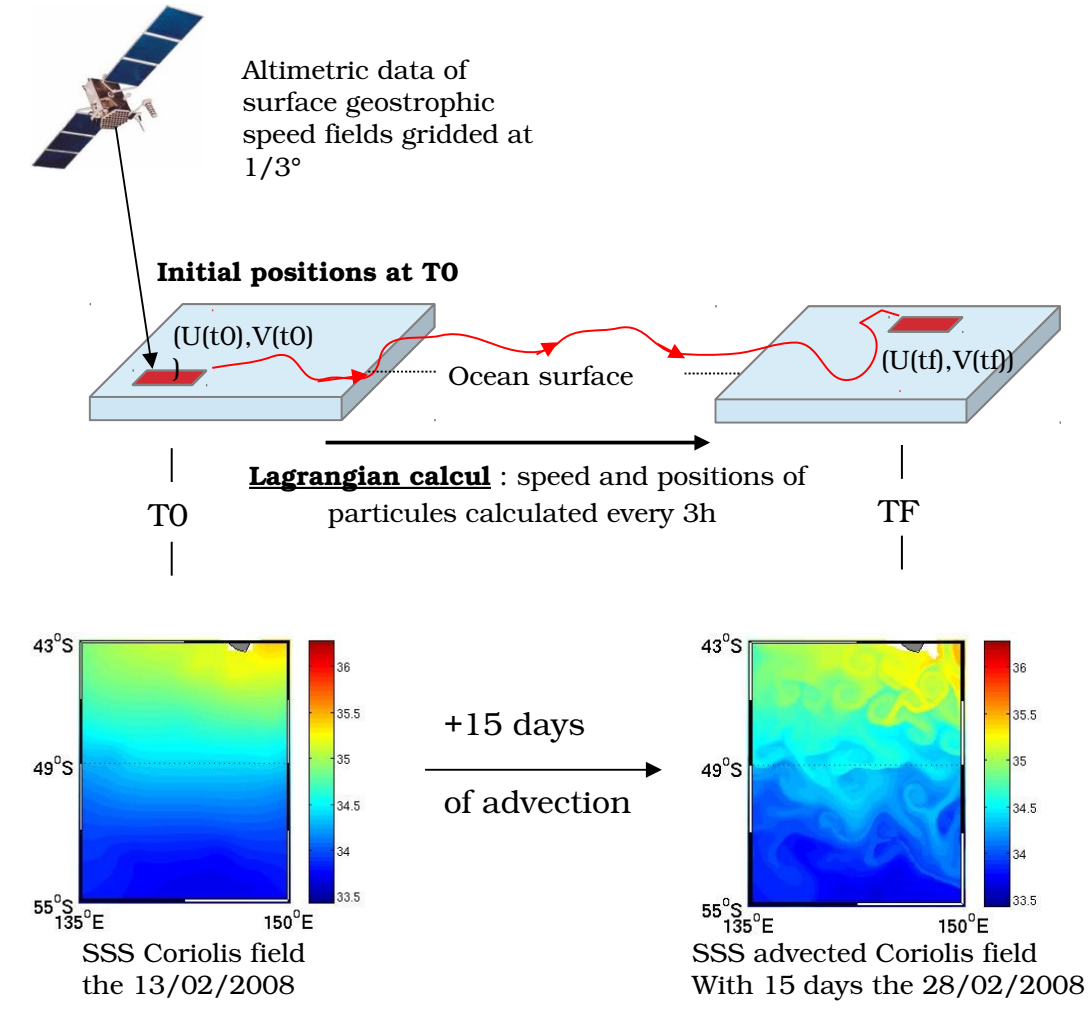 Altimetric data of
surface geostrophic
speed fields gridded at
1/3°
Initial positions at T0
(U(t0),V(t0)
)
(U(tf),V(tf))
Ocean surface
Lagrangian calcul : speed and positions of
particules calculated every 3h
T0
TF
43°S
49°S
55°S
135°E
150°E
36
35.5
35
34.5
34
33.5
+15 days
of advection
43°S
49°S
55°S
135°E
150°E
36
35.5
35
34.5
34
33.5
SSS Coriolis field
the 13/02/2008
SSS advected Coriolis field
With 15 days the 28/02/2008